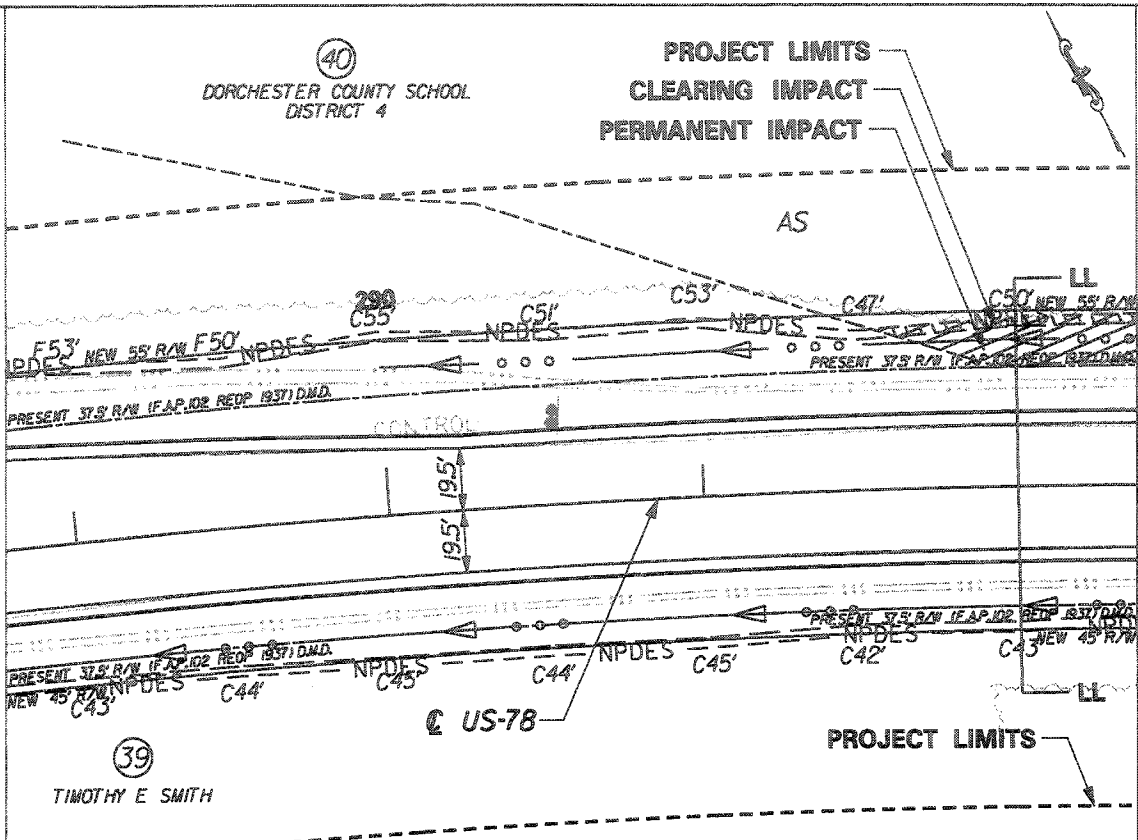 40
DORCHESTER COUNTY SCHOOL
DISTRICT 4
PROJECT LIMITS
CLEARING IMPACT
PERMANENT IMPACT
AS
LL
290
C55'
C51'
C53'
C47'
C50'
NEW 55' R/W
F53'
NEW 55' R/W
F50'
NPDES
NPDES
NPDES
NPDES
PRESENT 37.5' R/W (F.A.P. 102 REOP 1937) D.M.D.
PRESENT 37.5' R/W (F.A.P. 102 REOP 1937) D.M.D.
CONTROL
19.5'
19.5'
PRESENT 37.5' R/W (F.A.P. 102 REOP 1937) D.M.D.
NEW 45' R/W
PRESENT 37.5' R/W (F.A.P. 102 REOP 1937) D.M.D.
NEW 45' R/W
NPDES
NPDES
NPDES
NPDES
C43'
C44'
C45'
C44'
C45'
C42'
C43'
LL
℄ US-78
PROJECT LIMITS
39
TIMOTHY E SMITH